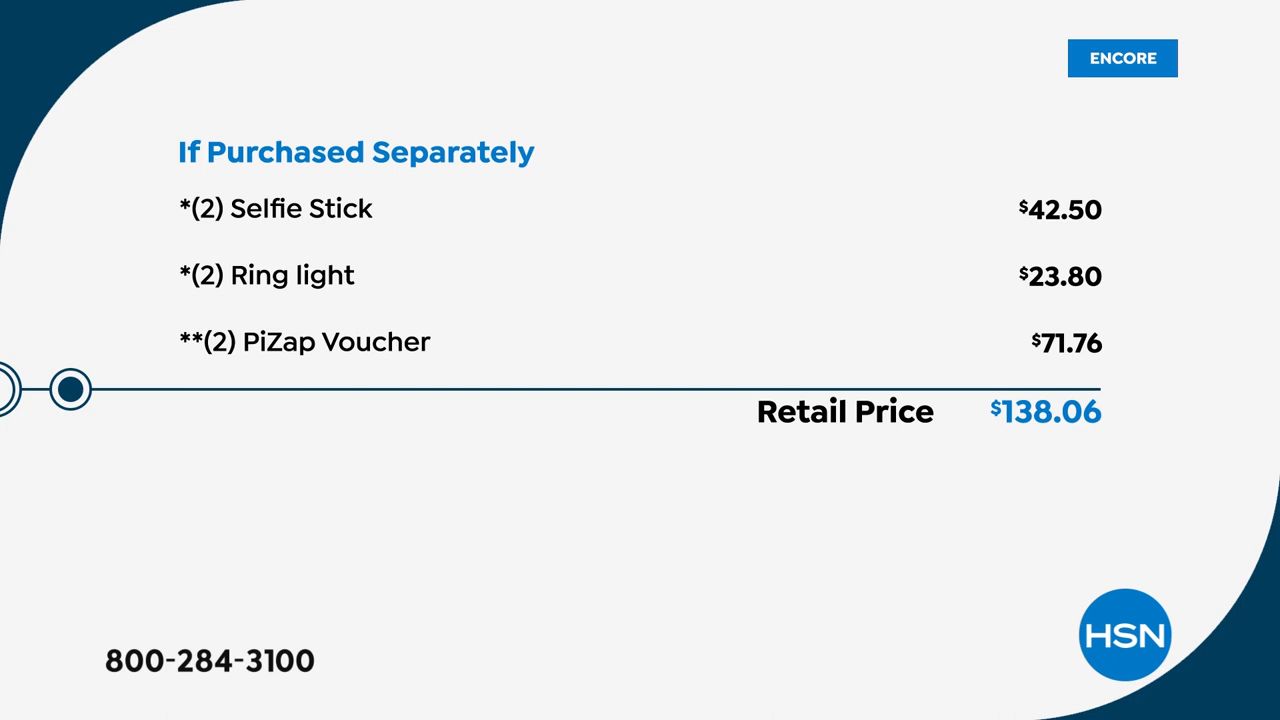 ENCORE
If Purchased Separately
*(2) Selfie Stick $42.50
*(2) Ring light $23.80
**(2) PiZap Voucher $71.76
Retail Price $138.06
800-284-3100
HSN